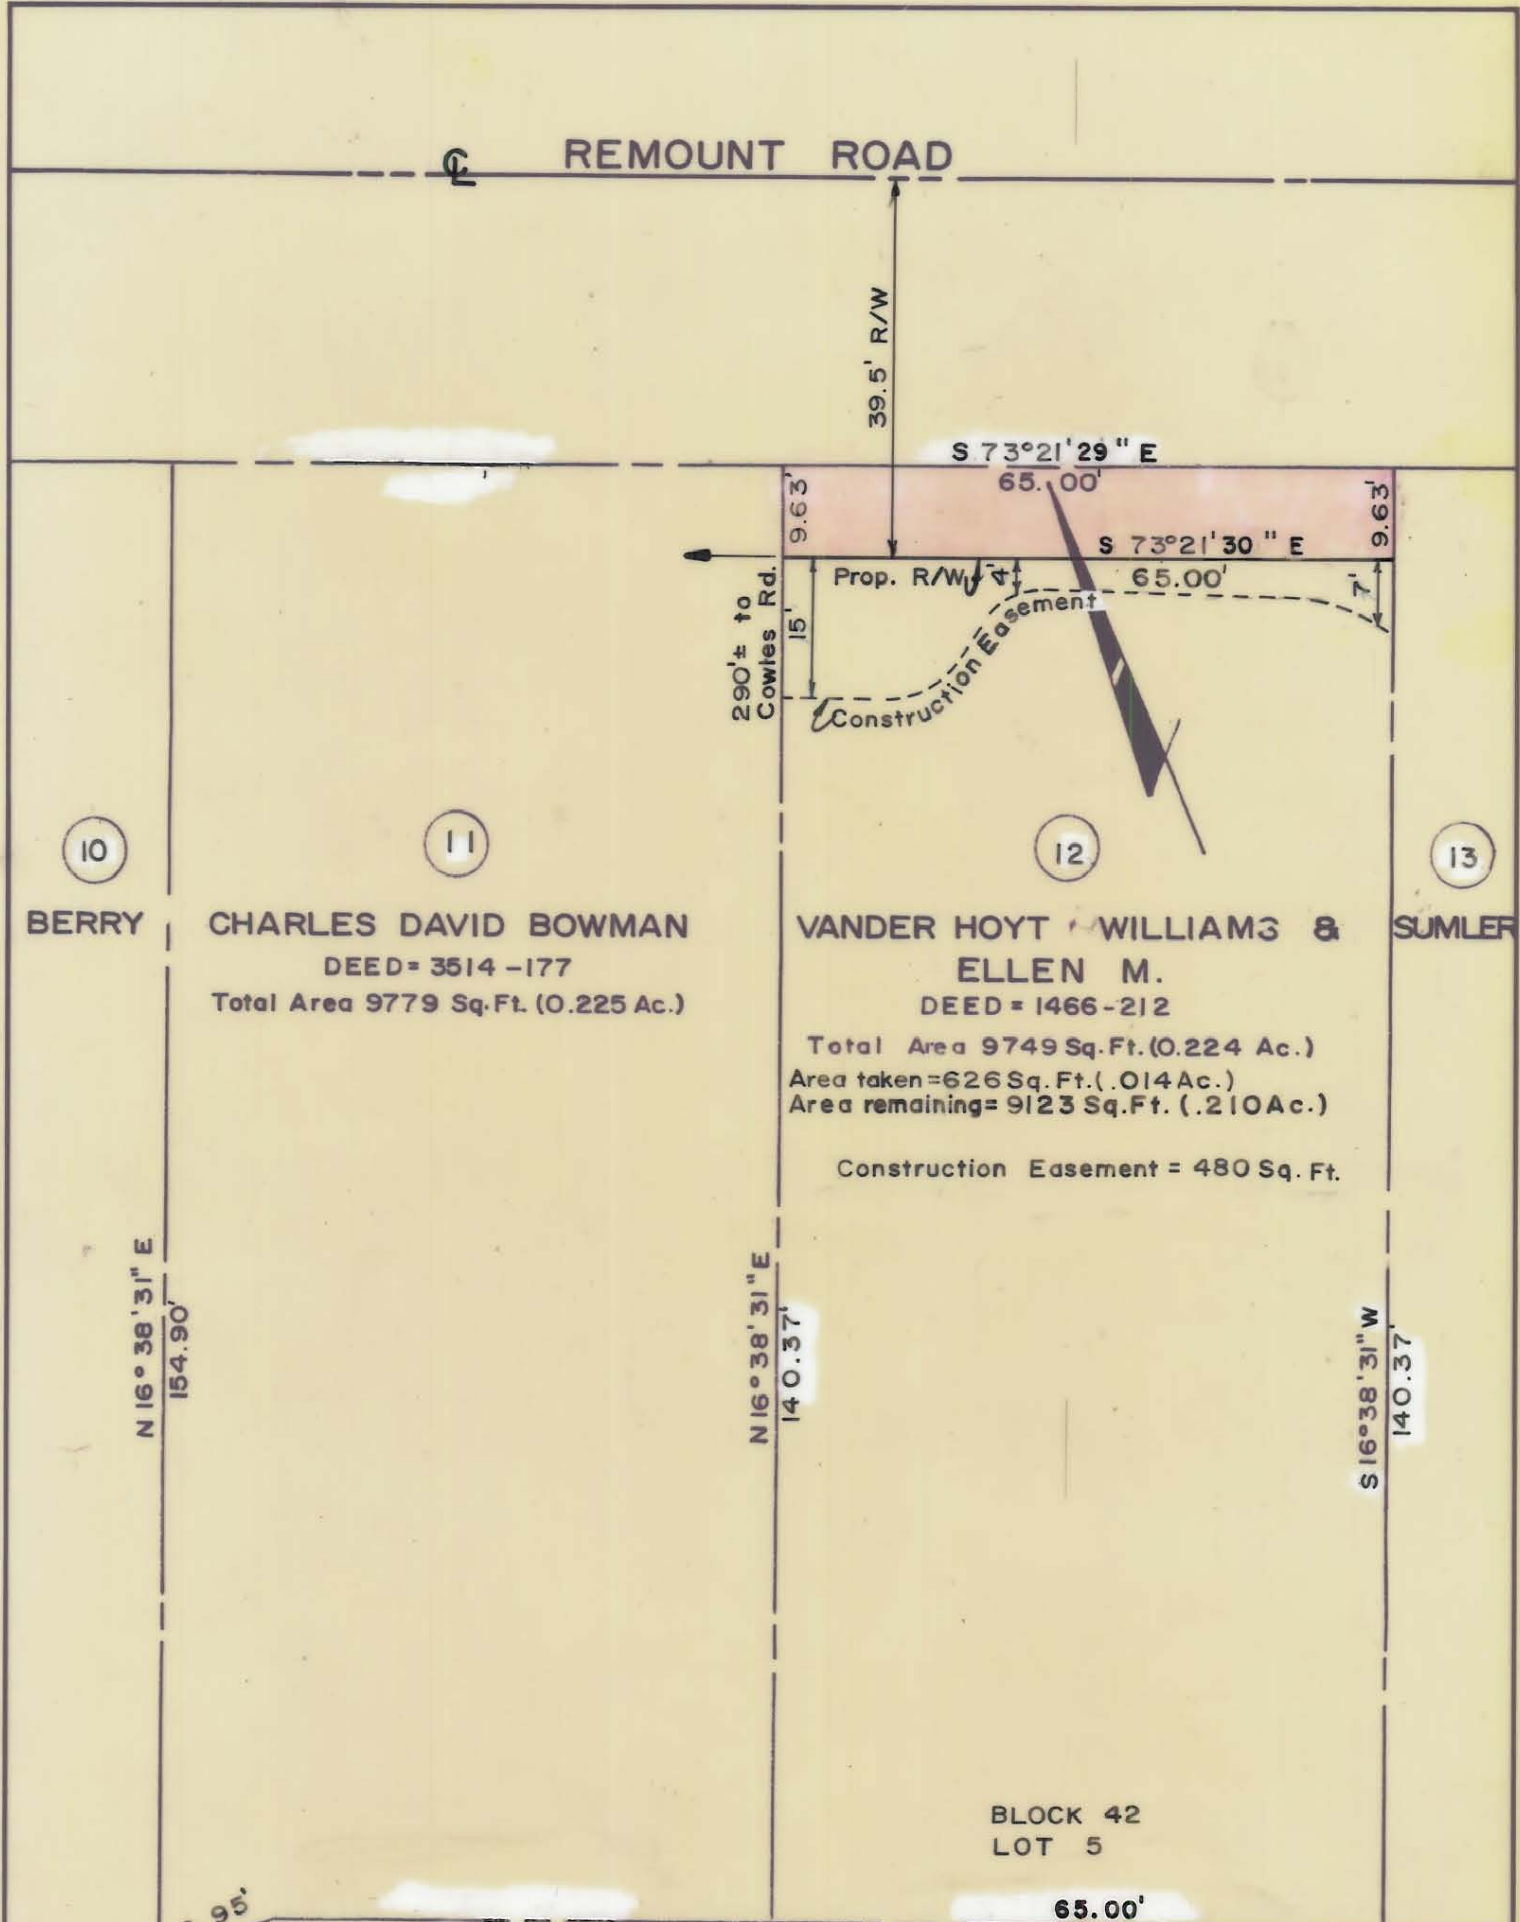 ℄ REMOUNT ROAD
39.5' R/W
S 73°21'29" E
65.00'
9.63'
9.63'
S 73°21'30" E
65.00'
Prop. R/W
4'
7'
15'
290'± to
Cowles Rd.
Construction Easement
10
11
12
13
BERRY
CHARLES DAVID BOWMAN
DEED = 3514-177
Total Area 9779 Sq.Ft. (0.225 Ac.)
VANDER HOYT WILLIAMS &
ELLEN M.
DEED = 1466-212
Total Area 9749 Sq.Ft. (0.224 Ac.)
Area taken=626 Sq.Ft. (.014 Ac.)
Area remaining= 9123 Sq.Ft. (.210 Ac.)
Construction Easement = 480 Sq. Ft.
SUMLER
N 16° 38' 31" E
154.90'
N 16° 38' 31" E
140.37'
S 16° 38' 31" W
140.37'
BLOCK 42
LOT 5
65.00'